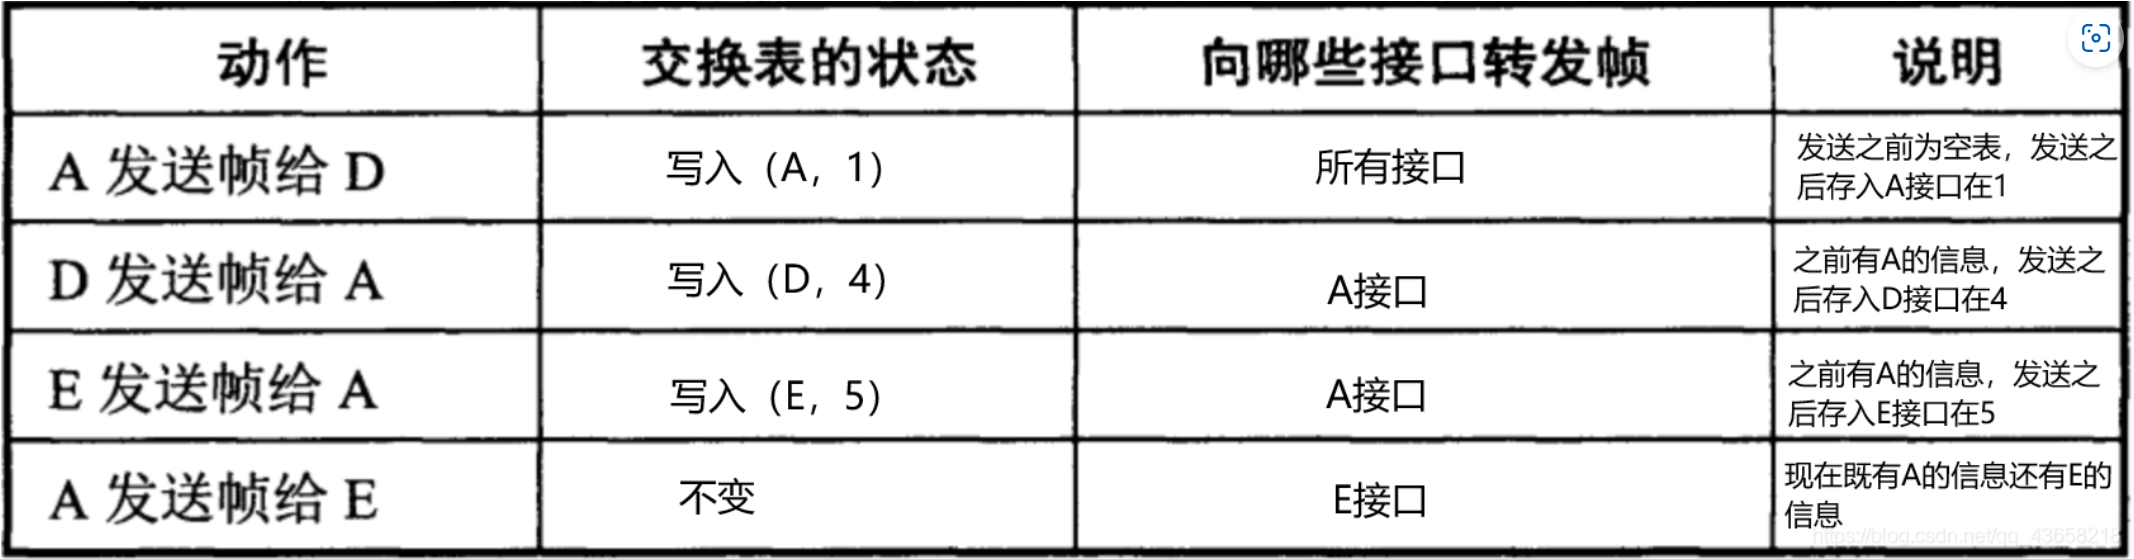 动作 交换表的状态 向哪些接口转发帧 说明
A 发送帧给 D 写入（A，1） 所有接口 发送之前为空表，发送之
后存入A接口在1
D 发送帧给 A 写入（D，4） A接口 之前有A的信息，发送之
后存入D接口在4
E 发送帧给 A 写入（E，5） A接口 之前有A的信息，发送之
后存入E接口在5
A 发送帧给 E 不变 E接口 现在既有A的信息还有E的
信息
https://blog.csdn.net/qq_43658218